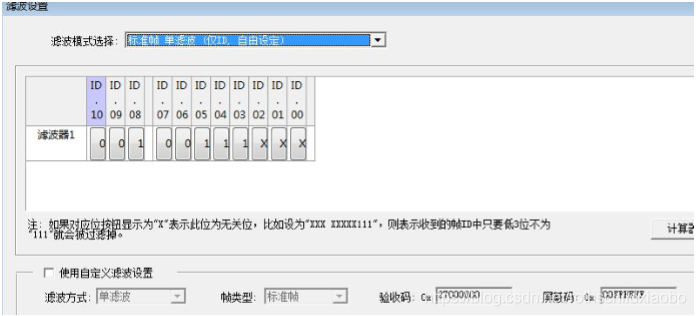 滤波设置
滤波模式选择: 标准帧 单滤波 (仅ID, 自由设定)
ID.10 ID.09 ID.08 ID.07 ID.06 ID.05 ID.04 ID.03 ID.02 ID.01 ID.00
滤波器1 0 0 1 0 0 1 1 1 X X X
注: 如果对应位按钮显示为"X"表示此位为无关位, 比如设为"XXX XXXXX111", 则表示收到的帧ID中只要低3位不为
"111"就会被过滤掉。
计算器
使用自定义滤波设置
滤波方式: 单滤波 帧类型: 标准帧 验收码: 0x 27000000 屏蔽码: 0x 00FFFFFF